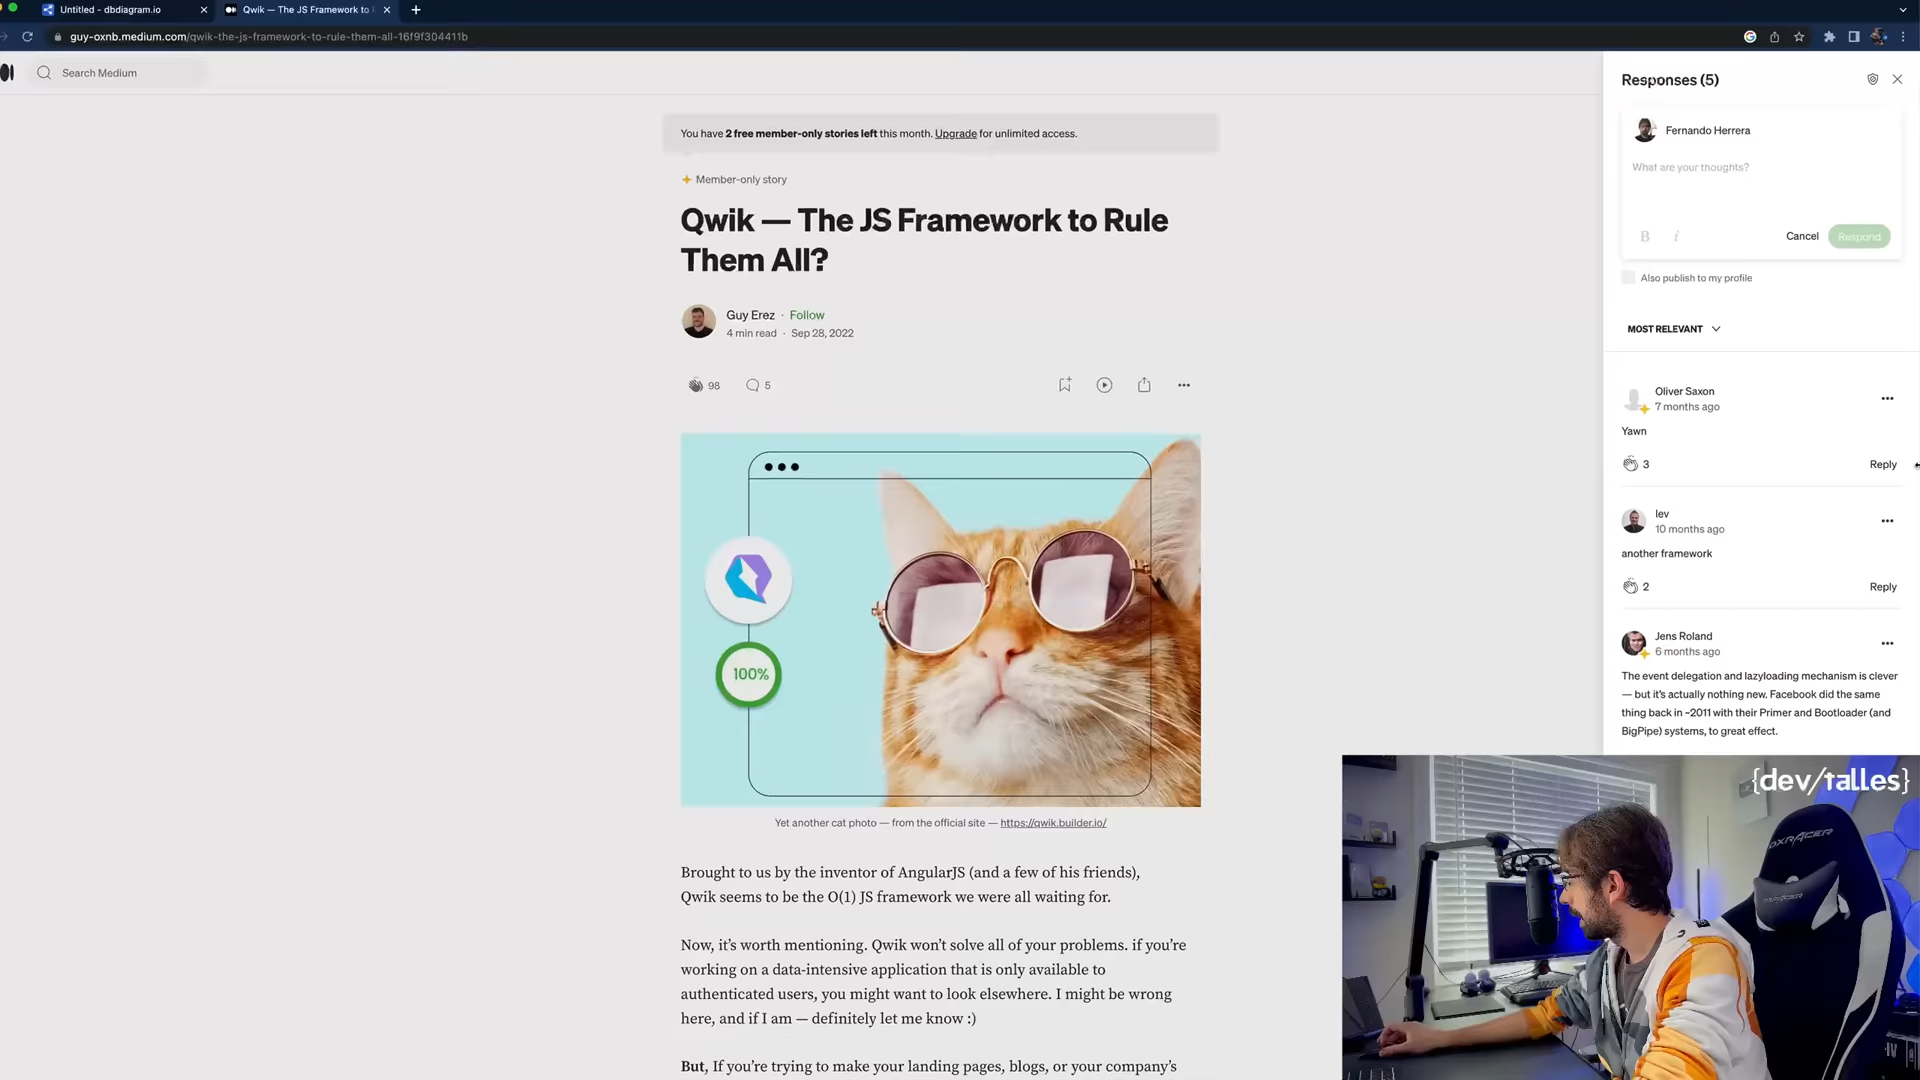 Untitled - dbdiagram.io
Qwik — The JS Framework to
guy-oxnb.medium.com/qwik-the-js-framework-to-rule-them-all-16f9f304411b
Search Medium
You have 2 free member-only stories left this month. Upgrade for unlimited access.
Member-only story
Qwik — The JS Framework to Rule
Them All?
Guy Erez · Follow
4 min read · Sep 28, 2022
98
5
100%
Yet another cat photo — from the official site — https://qwik.builder.io/
Brought to us by the inventor of AngularJS (and a few of his friends),
Qwik seems to be the O(1) JS framework we were all waiting for.
Now, it's worth mentioning. Qwik won't solve all of your problems. if you're
working on a data-intensive application that is only available to
authenticated users, you might want to look elsewhere. I might be wrong
here, and if I am — definitely let me know :)
But, If you're trying to make your landing pages, blogs, or your company's
Responses (5)
Fernando Herrera
What are your thoughts?
B i
Cancel
Respond
Also publish to my profile
MOST RELEVANT
Oliver Saxon
7 months ago
Yawn
3
Reply
lev
10 months ago
another framework
2
Reply
Jens Roland
6 months ago
The event delegation and lazyloading mechanism is clever
— but it's actually nothing new. Facebook did the same
thing back in ~2011 with their Primer and Bootloader (and
BigPipe) systems, to great effect.
{dev/talles}
DXRACER